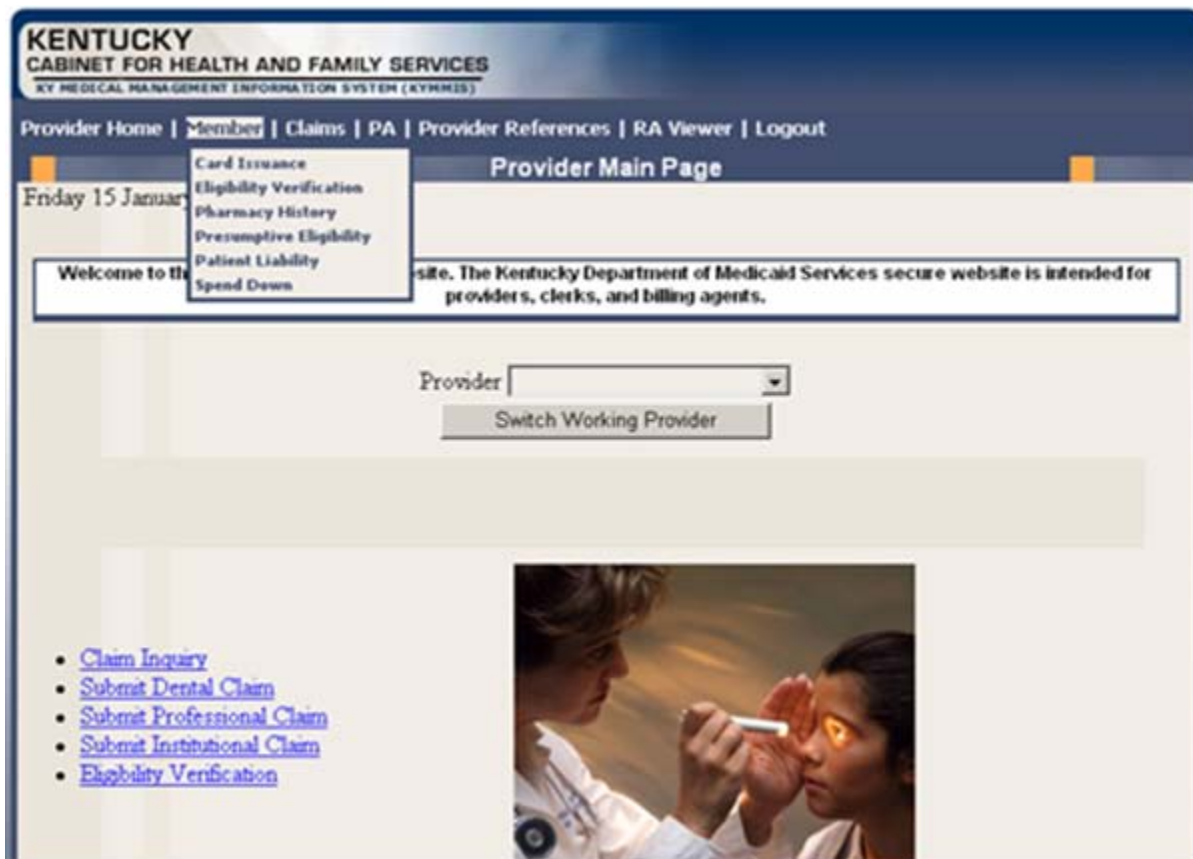 KENTUCKY
CABINET FOR HEALTH AND FAMILY SERVICES
KY MEDICAL MANAGEMENT INFORMATION SYSTEM (KYMMIS)
Provider Home | Member | Claims | PA | Provider References | RA Viewer | Logout
Card Issuance
Eligibility Verification
Pharmacy History
Presumptive Eligibility
Patient Liability
Spend Down
Provider Main Page
Friday 15 January
Welcome to th site. The Kentucky Department of Medicaid Services secure website is intended for
providers, clerks, and billing agents.
Provider
Switch Working Provider
• Claim Inquiry
• Submit Dental Claim
• Submit Professional Claim
• Submit Institutional Claim
• Eligibility Verification